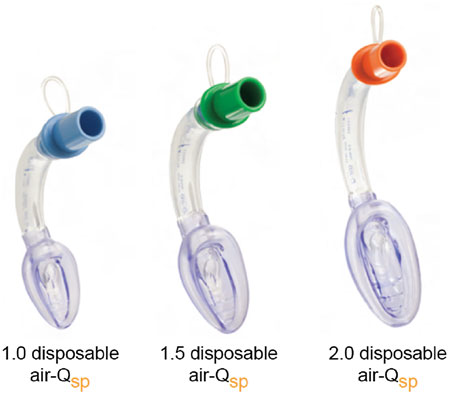 1.0 disposable
air-Qsp
1.5 disposable
air-Qsp
2.0 disposable
air-Qsp